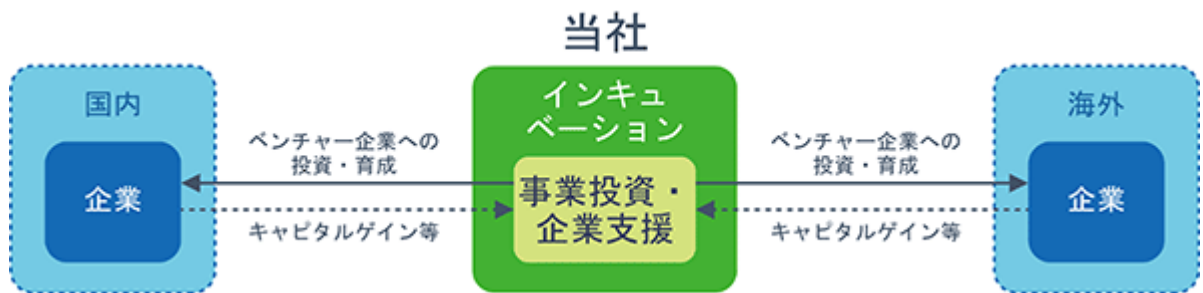 当社
国内
企業
ベンチャー企業への
投資・育成
キャピタルゲイン等
インキュ
ベーション
事業投資・
企業支援
ベンチャー企業への
投資・育成
キャピタルゲイン等
海外
企業